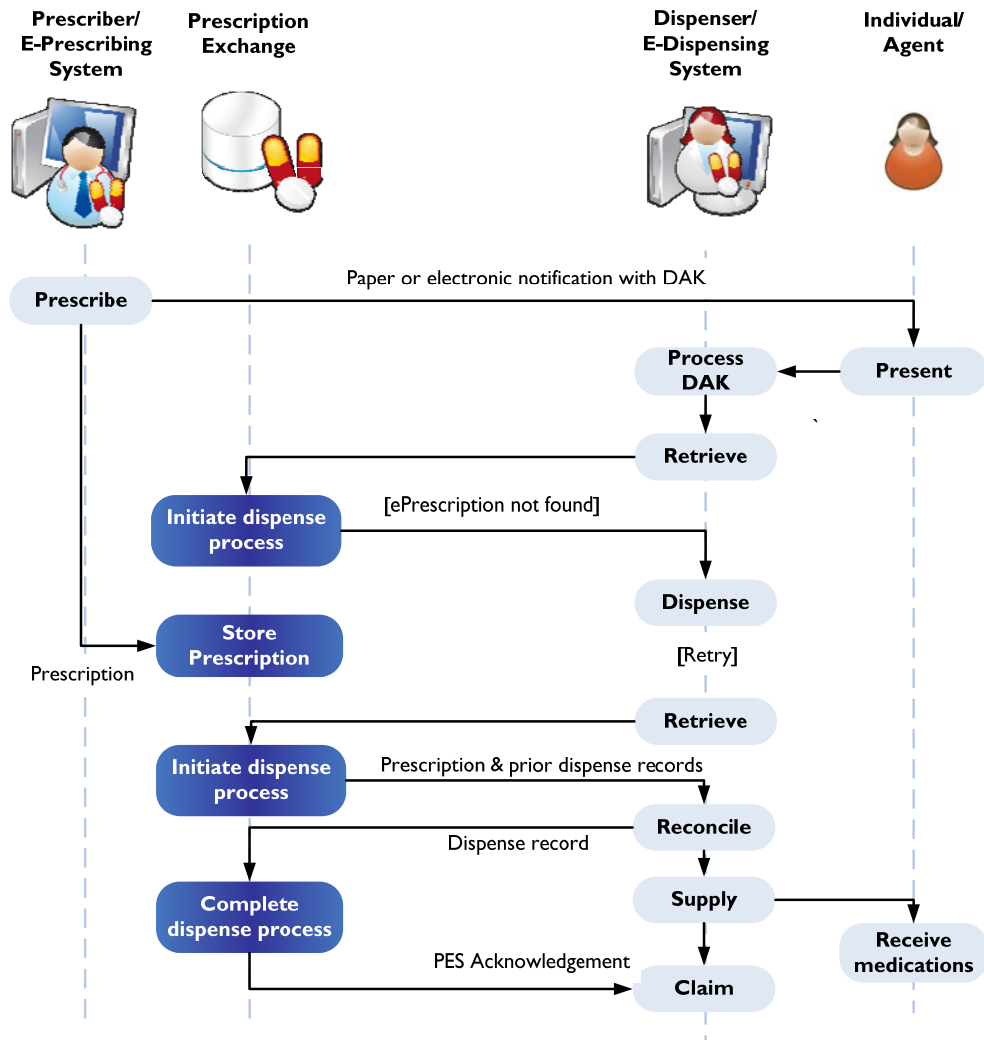 Prescriber/
E-Prescribing
System
Prescription
Exchange
Dispenser/
E-Dispensing
System
Individual/
Agent
Paper or electronic notification with DAK
Prescribe
Process
DAK
Present
`
Retrieve
[ePrescription not found]
Initiate dispense
process
Dispense
Store
Prescription
[Retry]
Prescription
Retrieve
Initiate dispense
process
Prescription & prior dispense records
Reconcile
Dispense record
Complete
dispense process
Supply
Receive
medications
PES Acknowledgement
Claim